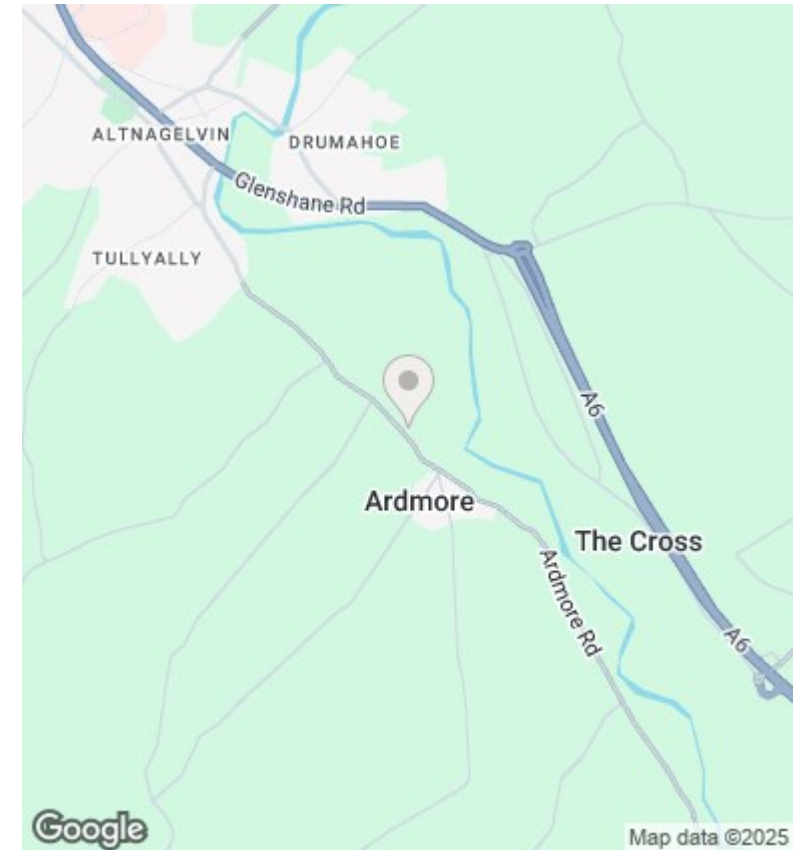 ALTNAGELVIN
DRUMAHOE
Glenshane Rd
TULLYALLY
A6
Ardmore
The Cross
Ardmore Rd
A6
Google
Map data ©2025